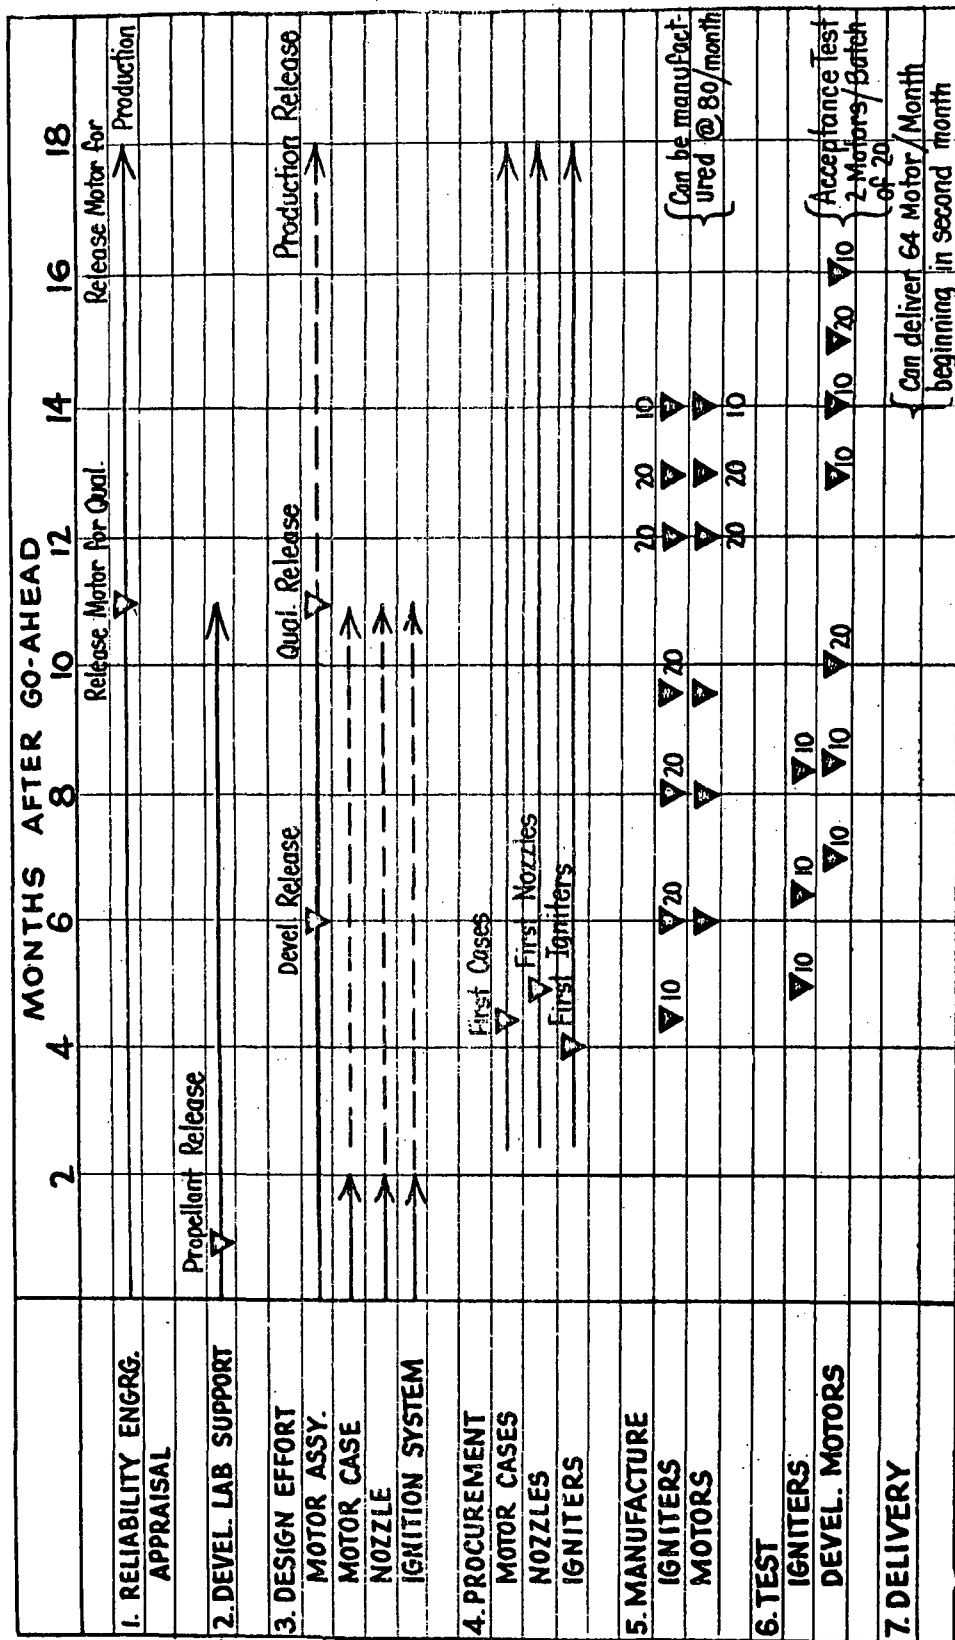 MONTHS AFTER GO-AHEAD
2 4 6 8 10 12 14 16 18
1. RELIABILITY ENGRG.
APPRAISAL
Release Motor for Qual.
Release Motor for
Production
2. DEVEL. LAB SUPPORT
Propellant Release
3. DESIGN EFFORT
MOTOR ASSY.
Devel Release
Qual. Release
Production Release
MOTOR CASE
NOZZLE
IGNITION SYSTEM
4. PROCUREMENT
MOTOR CASES
First Cases
NOZZLES
First Nozzles
IGNITERS
First Igniters
5. MANUFACTURE
IGNITERS
10 20 20 20 20 20 10
MOTORS
20 20 10
Can be manufact-
ured @ 80/month
6. TEST
IGNITERS
10 10 10
DEVEL. MOTORS
10 10 20 10 10 20 10
Acceptance Test
2 Motors/Batch
of 20
7. DELIVERY
Can deliver 64 Motor/Month
beginning in second month